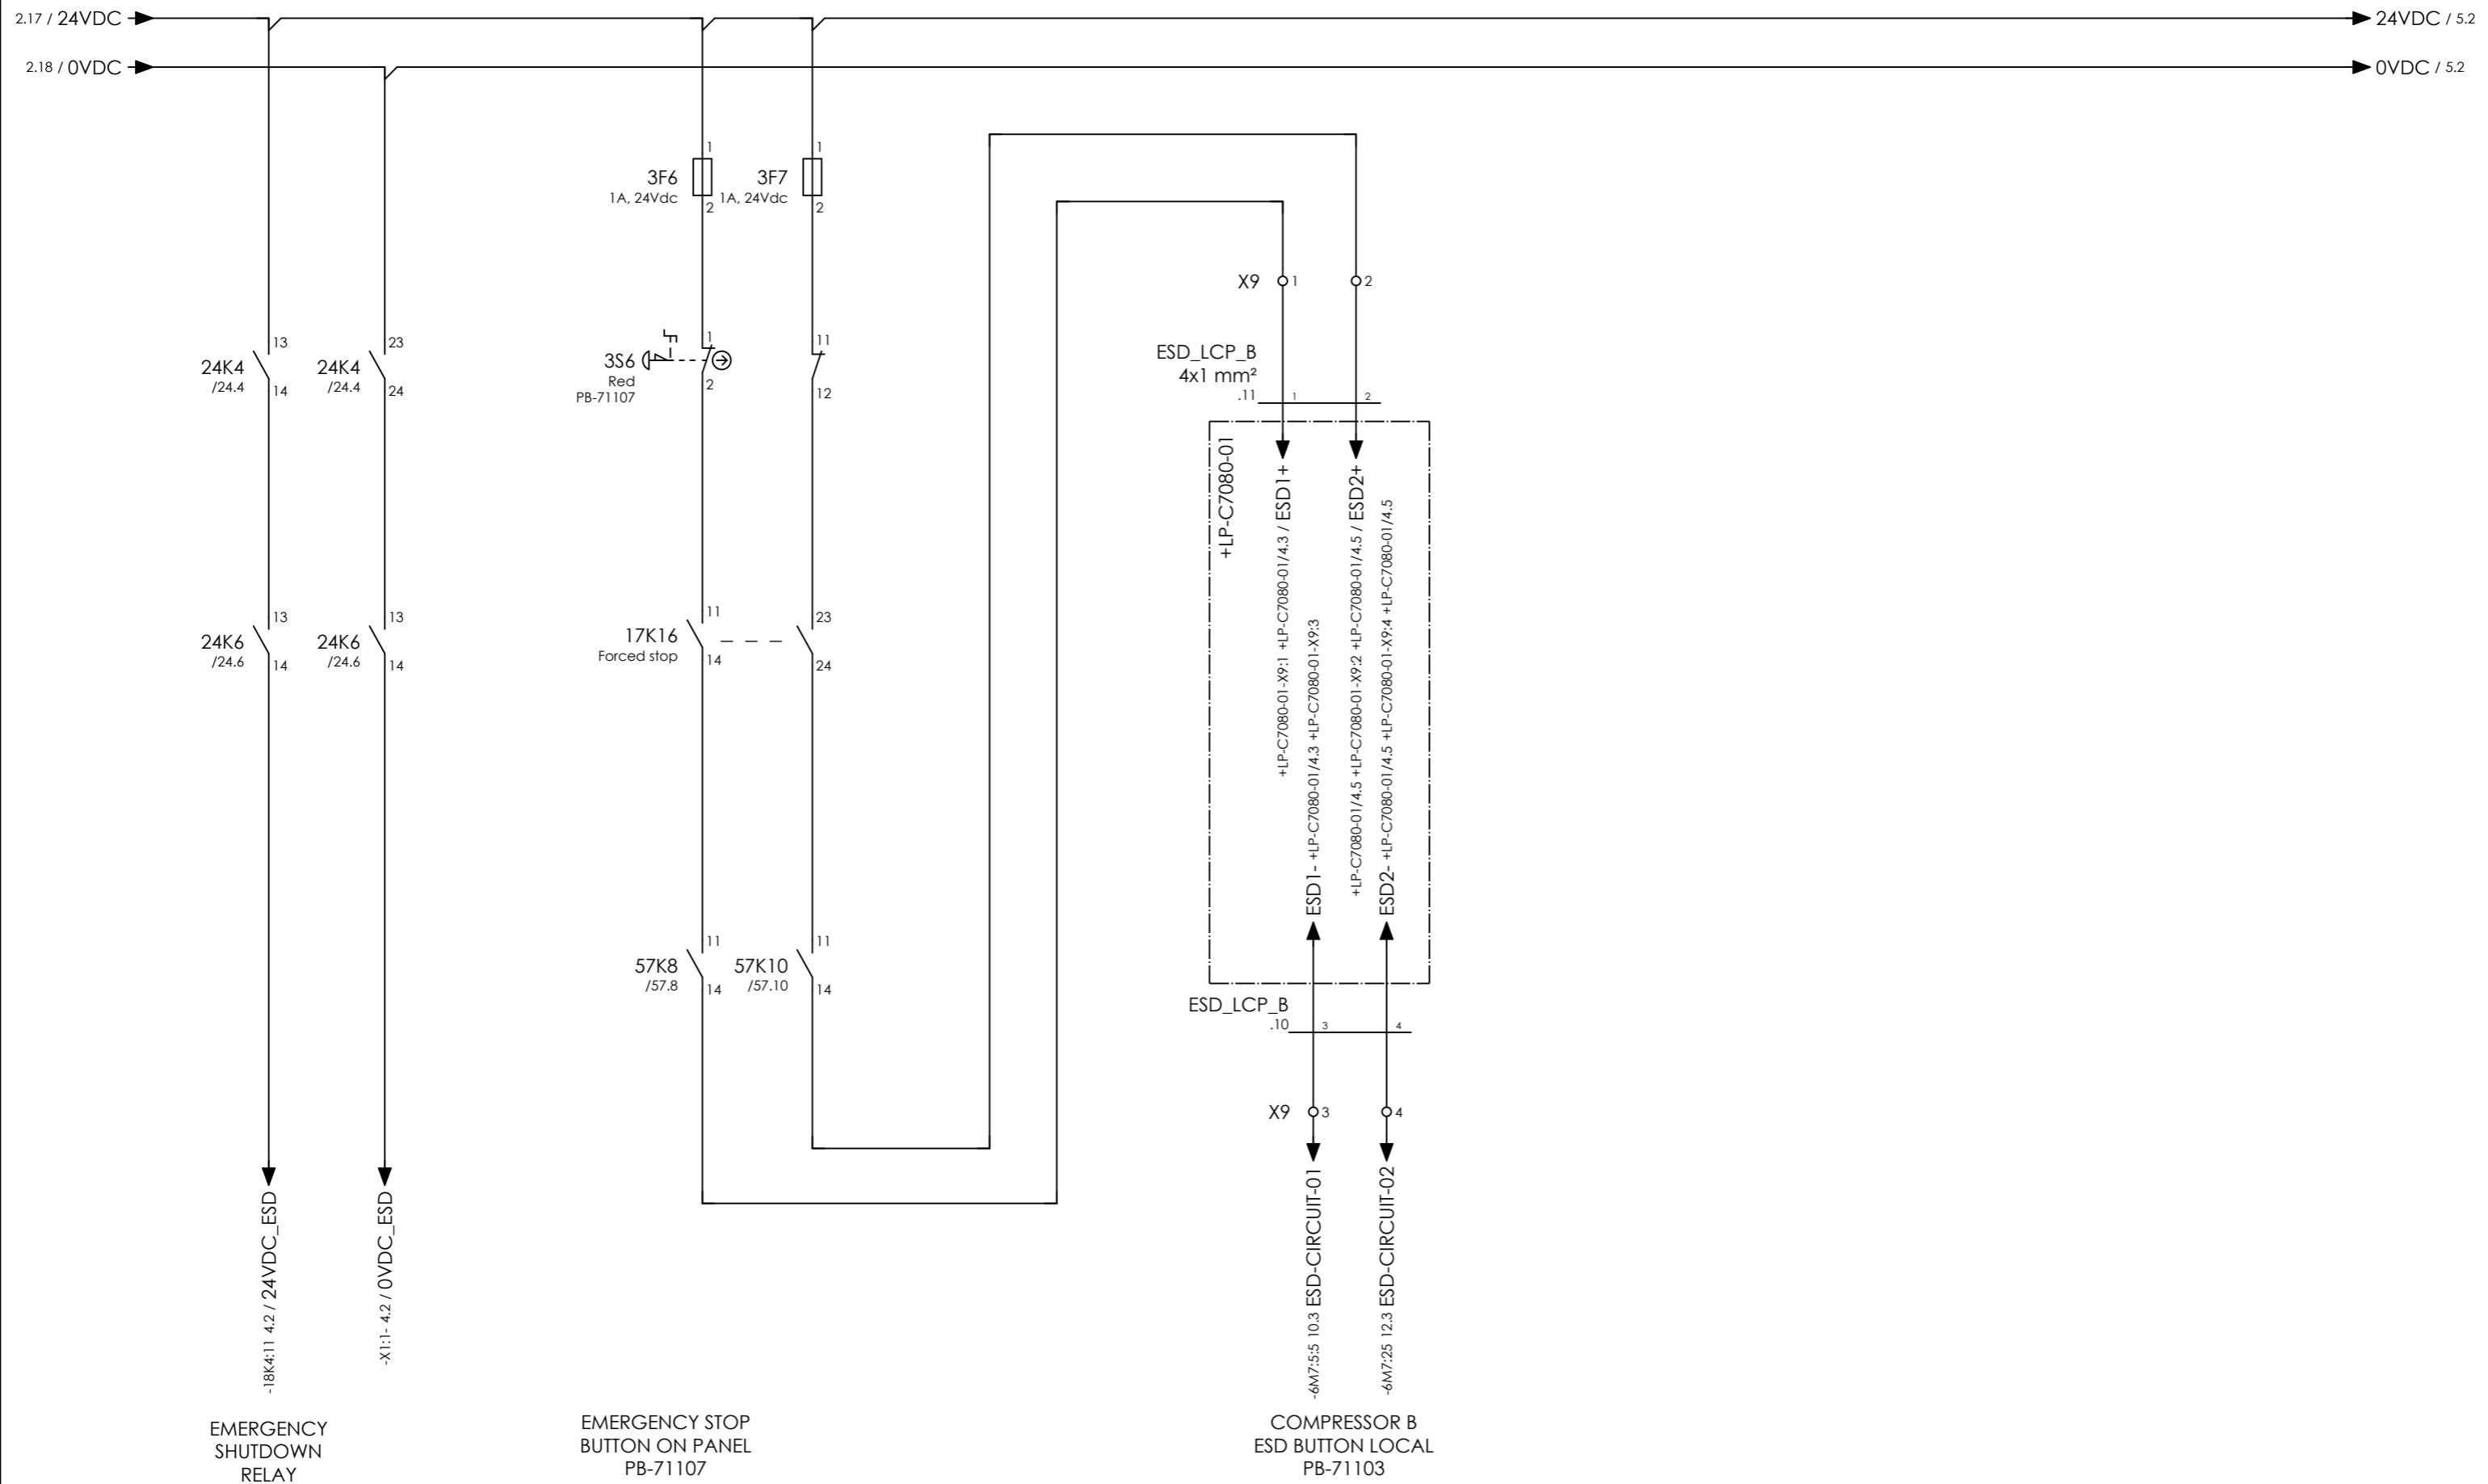 2.17 / 24VDC
24VDC / 5.2
2.18 / 0VDC
0VDC / 5.2
1
3F6
1A, 24Vdc
2
1
3F7
1A, 24Vdc
2
X9
1
2
13
24K4
/24.4
14
23
24K4
/24.4
24
1
3S6
Red
PB-71107
2
11
12
ESD_LCP_B
4x1 mm²
.11
1
2
+LP-C7080-01
+LP-C7080-01-X9:1 +LP-C7080-01/4.3 / ESD1+
ESD1- +LP-C7080-01/4.3 +LP-C7080-01-X9:3
+LP-C7080-01/4.5 +LP-C7080-01-X9:2 +LP-C7080-01/4.5 / ESD2+
ESD2- +LP-C7080-01/4.5 +LP-C7080-01-X9:4 +LP-C7080-01/4.5
13
24K6
/24.6
14
13
24K6
/24.6
14
11
17K16
Forced stop
14
23
24
11
57K8
/57.8
14
11
57K10
/57.10
14
ESD_LCP_B
.10
3
4
X9
3
4
-18K4:11 4.2 / 24VDC_ESD
-X1:1- 4.2 / 0VDC_ESD
-6M7:5:5 10.3 ESD-CIRCUIT-01
-6M7:25 12.3 ESD-CIRCUIT-02
EMERGENCY
SHUTDOWN
RELAY
EMERGENCY STOP
BUTTON ON PANEL
PB-71107
COMPRESSOR B
ESD BUTTON LOCAL
PB-71103